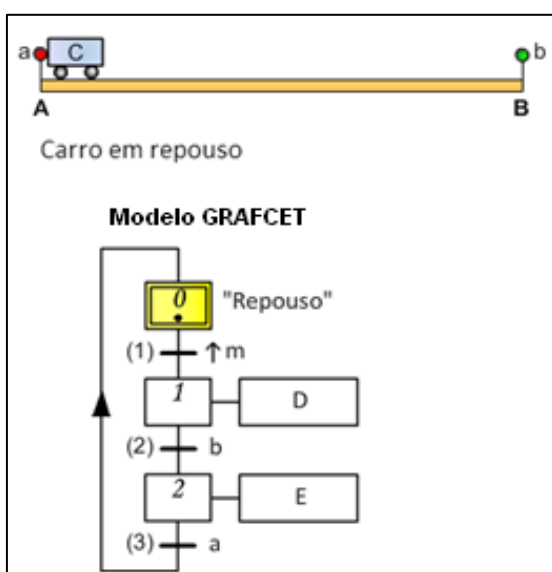 a C b
A B
Carro em repouso
Modelo GRAFCET
0 "Repouso"
(1) ↑m
1 D
(2) b
2 E
(3) a